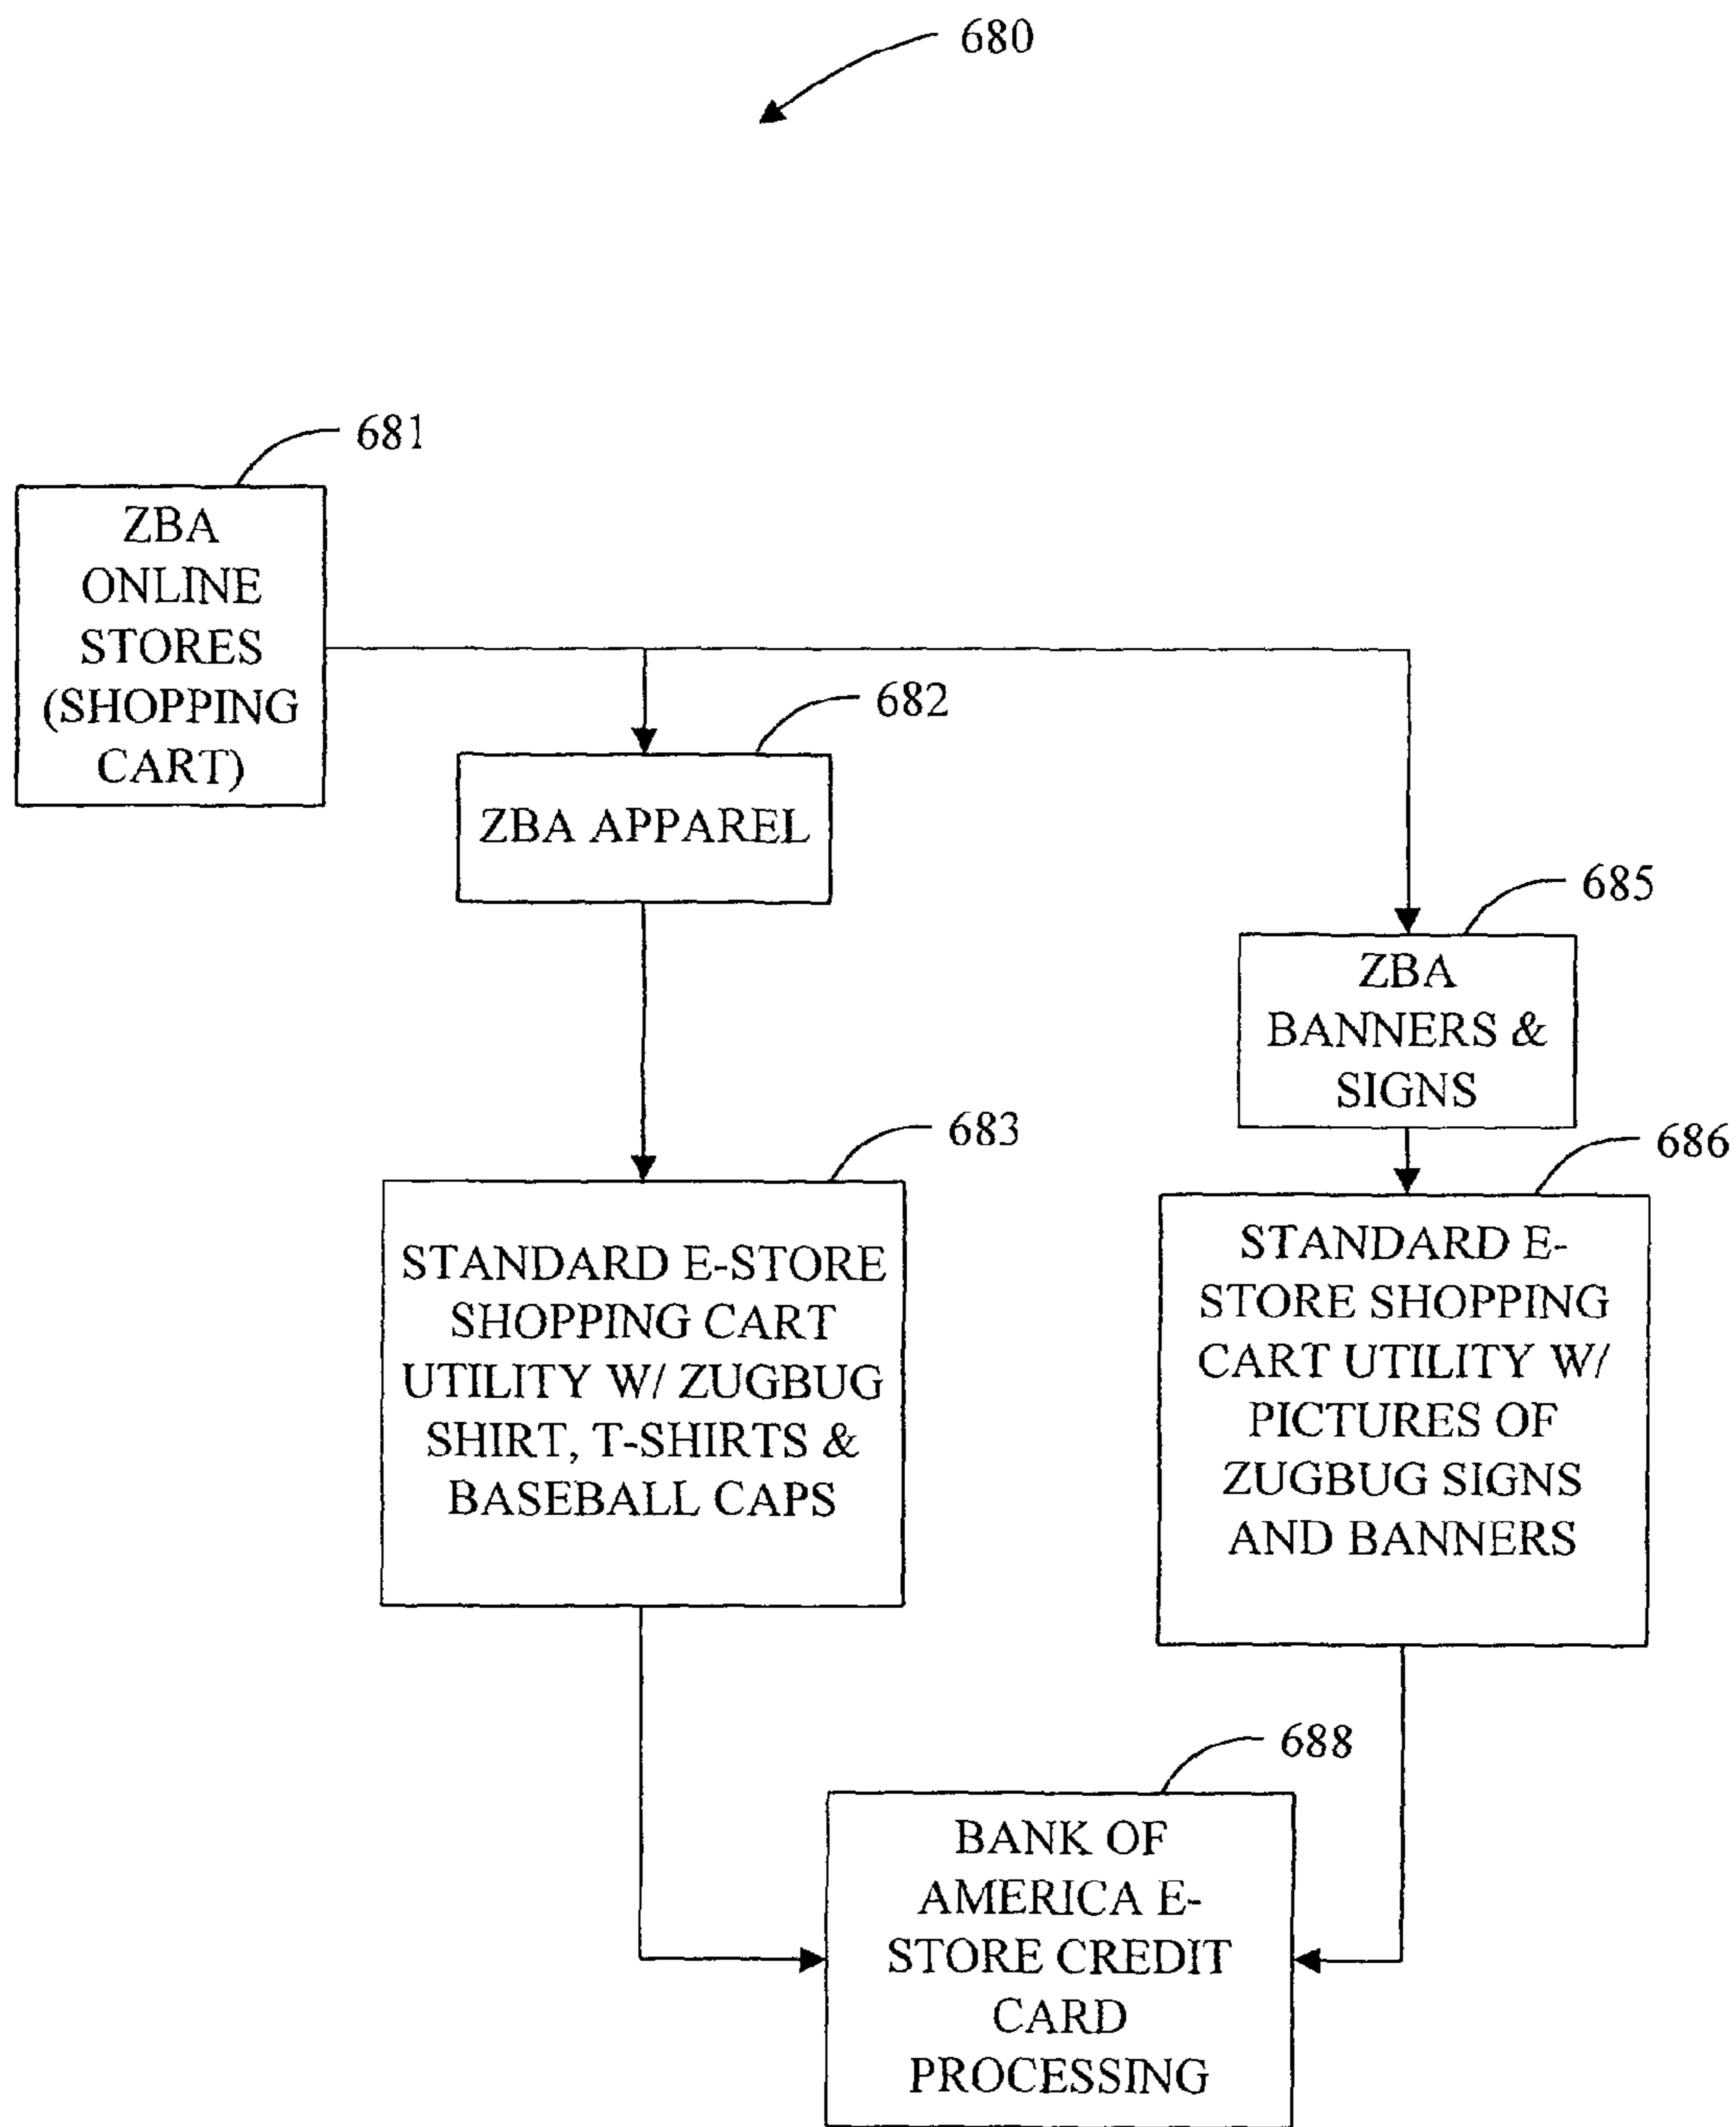 680
681
ZBA
ONLINE
STORES
(SHOPPING
CART)
682
ZBA APPAREL
685
ZBA
BANNERS &
SIGNS
683
STANDARD E-STORE
SHOPPING CART
UTILITY W/ ZUGBUG
SHIRT, T-SHIRTS &
BASEBALL CAPS
686
STANDARD E-
STORE SHOPPING
CART UTILITY W/
PICTURES OF
ZUGBUG SIGNS
AND BANNERS
688
BANK OF
AMERICA E-
STORE CREDIT
CARD
PROCESSING